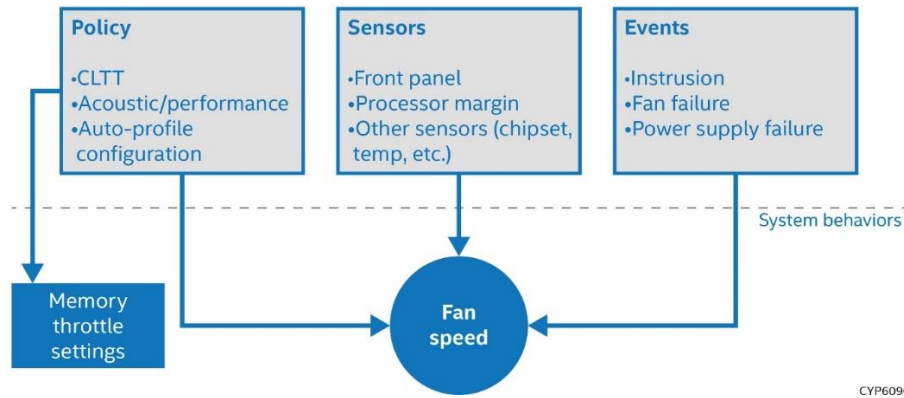 Policy
•CLTT
•Acoustic/performance
•Auto-profile
configuration
Sensors
•Front panel
•Processor margin
•Other sensors (chipset,
temp, etc.)
Events
•Instrusion
•Fan failure
•Power supply failure
System behaviors
Memory
throttle
settings
Fan
speed